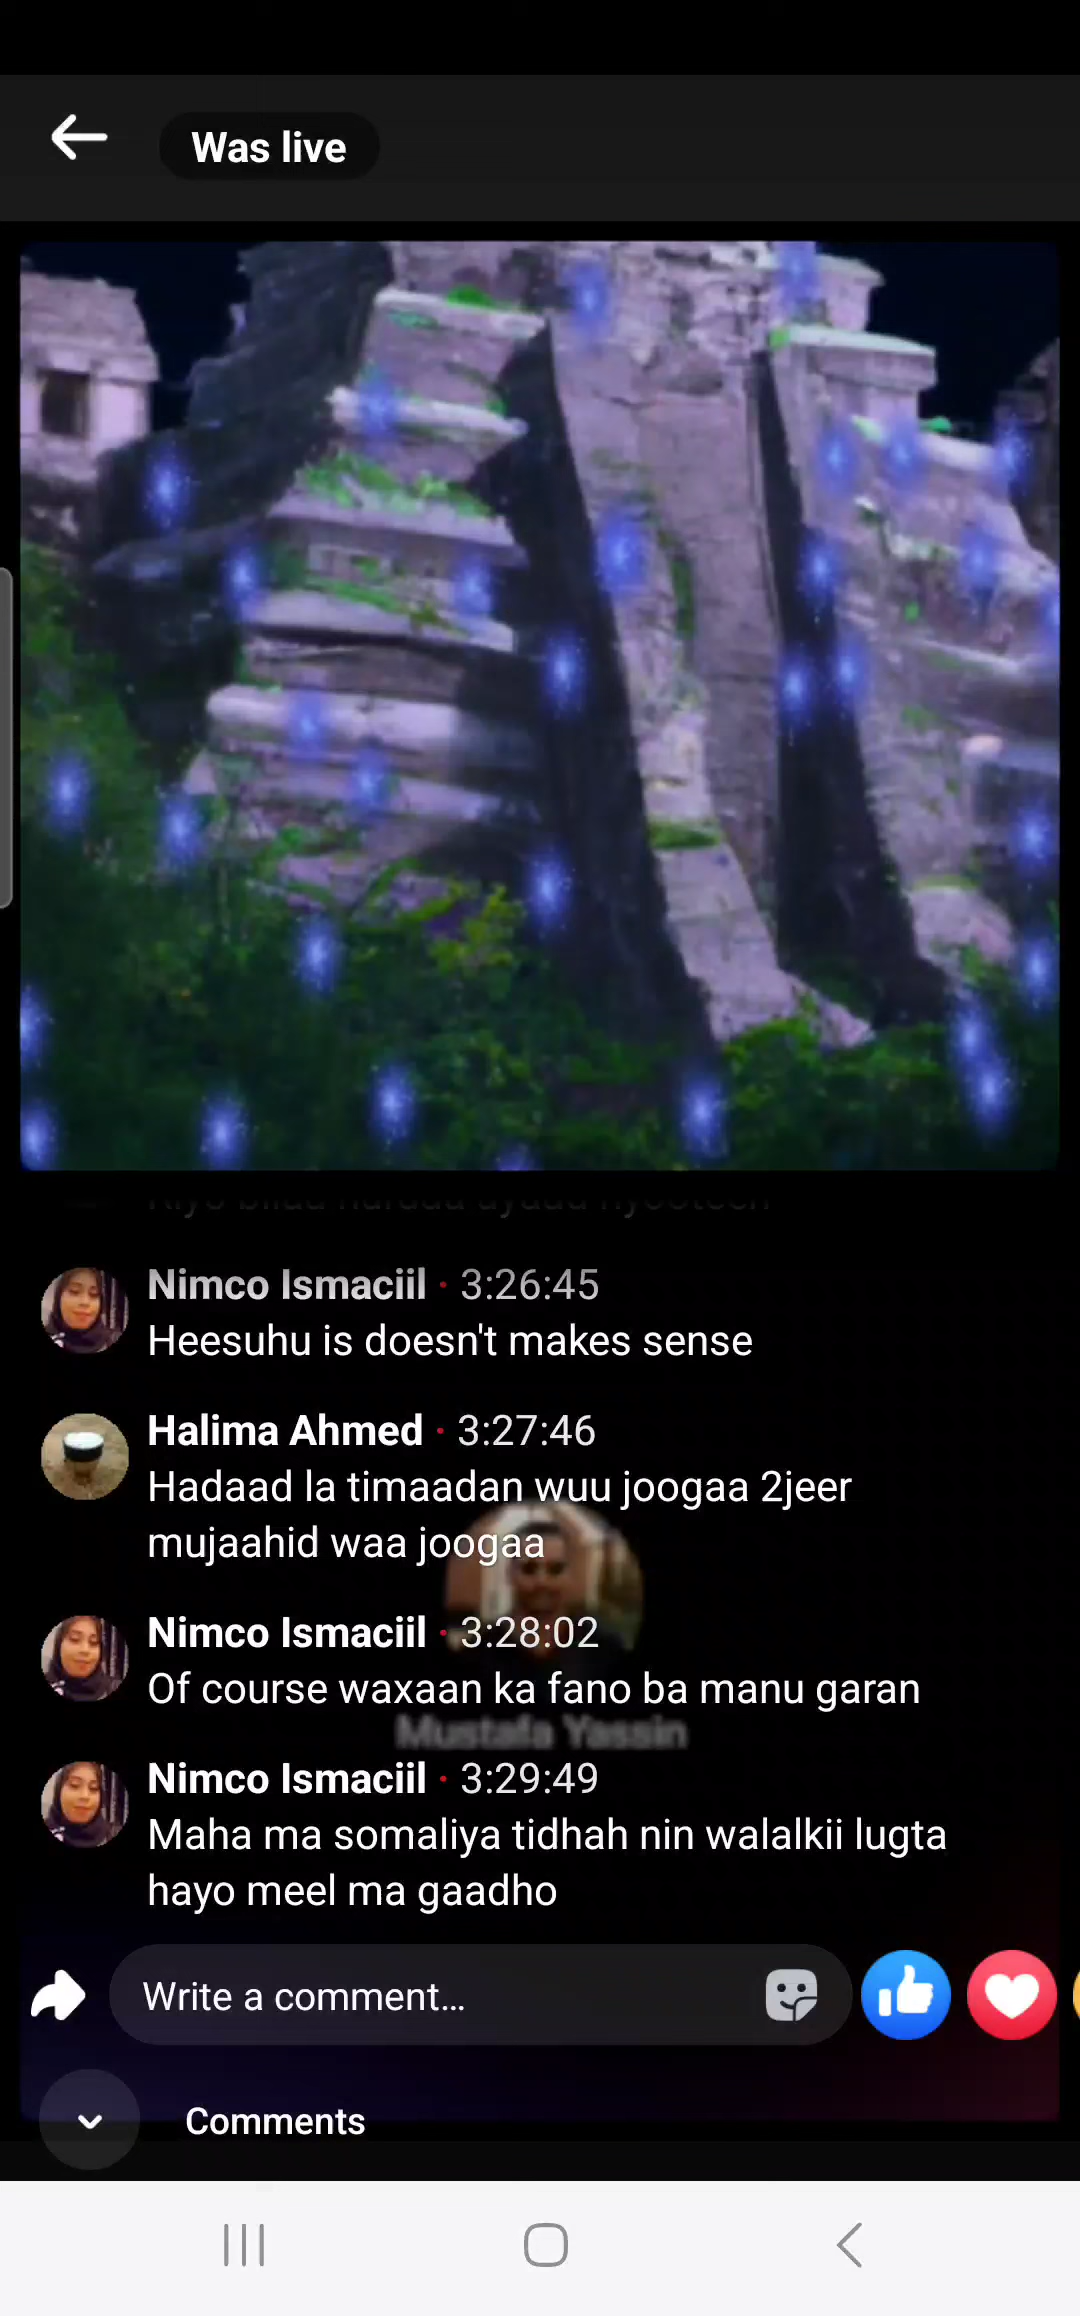 Was live
Nimco Ismaciil · 3:26:45
Heesuhu is doesn't makes sense
Halima Ahmed · 3:27:46
Hadaad la timaadan wuu joogaa 2jeer
mujaahid waa joogaa
Nimco Ismaciil · 3:28:02
Of course waxaan ka fano ba manu garan
Mustafa Yassin
Nimco Ismaciil · 3:29:49
Maha ma somaliya tidhah nin walalkii lugta
hayo meel ma gaadho
Write a comment...
Comments